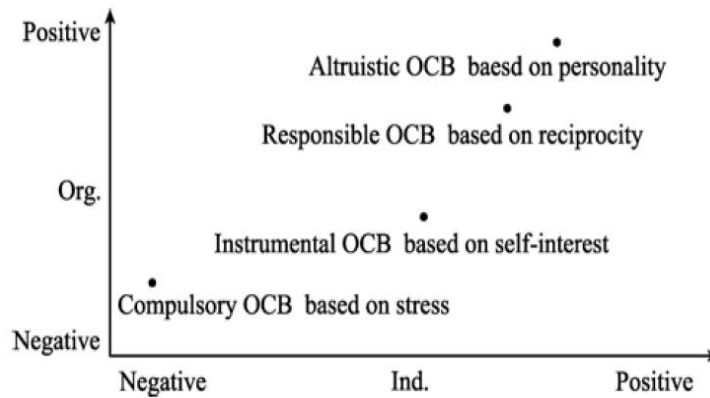 Positive
Altruistic OCB baesd on personality
Responsible OCB based on reciprocity
Org.
Instrumental OCB based on self-interest
Compulsory OCB based on stress
Negative
Negative Ind. Positive